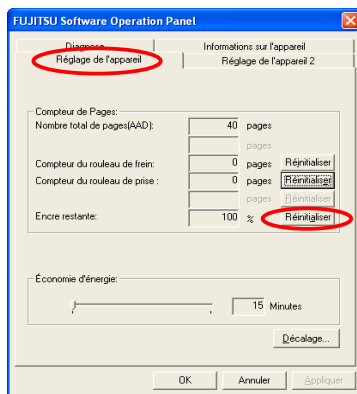 FUJITSU Software Operation Panel
Diagnose
Informations sur l'appareil
Réglage de l'appareil
Réglage de l'appareil 2
Compteur de Pages:
Nombre total de pages(AAD): 40 pages
pages
Compteur du rouleau de frein: 0 pages Réinitialiser
Compteur du rouleau de prise : 0 pages Réinitialiser
pages Réinitialiser
Encre restante: 100 % Réinitialiser
Économie d'énergie:
15 Minutes
Décalage...
OK Annuler Appliquer